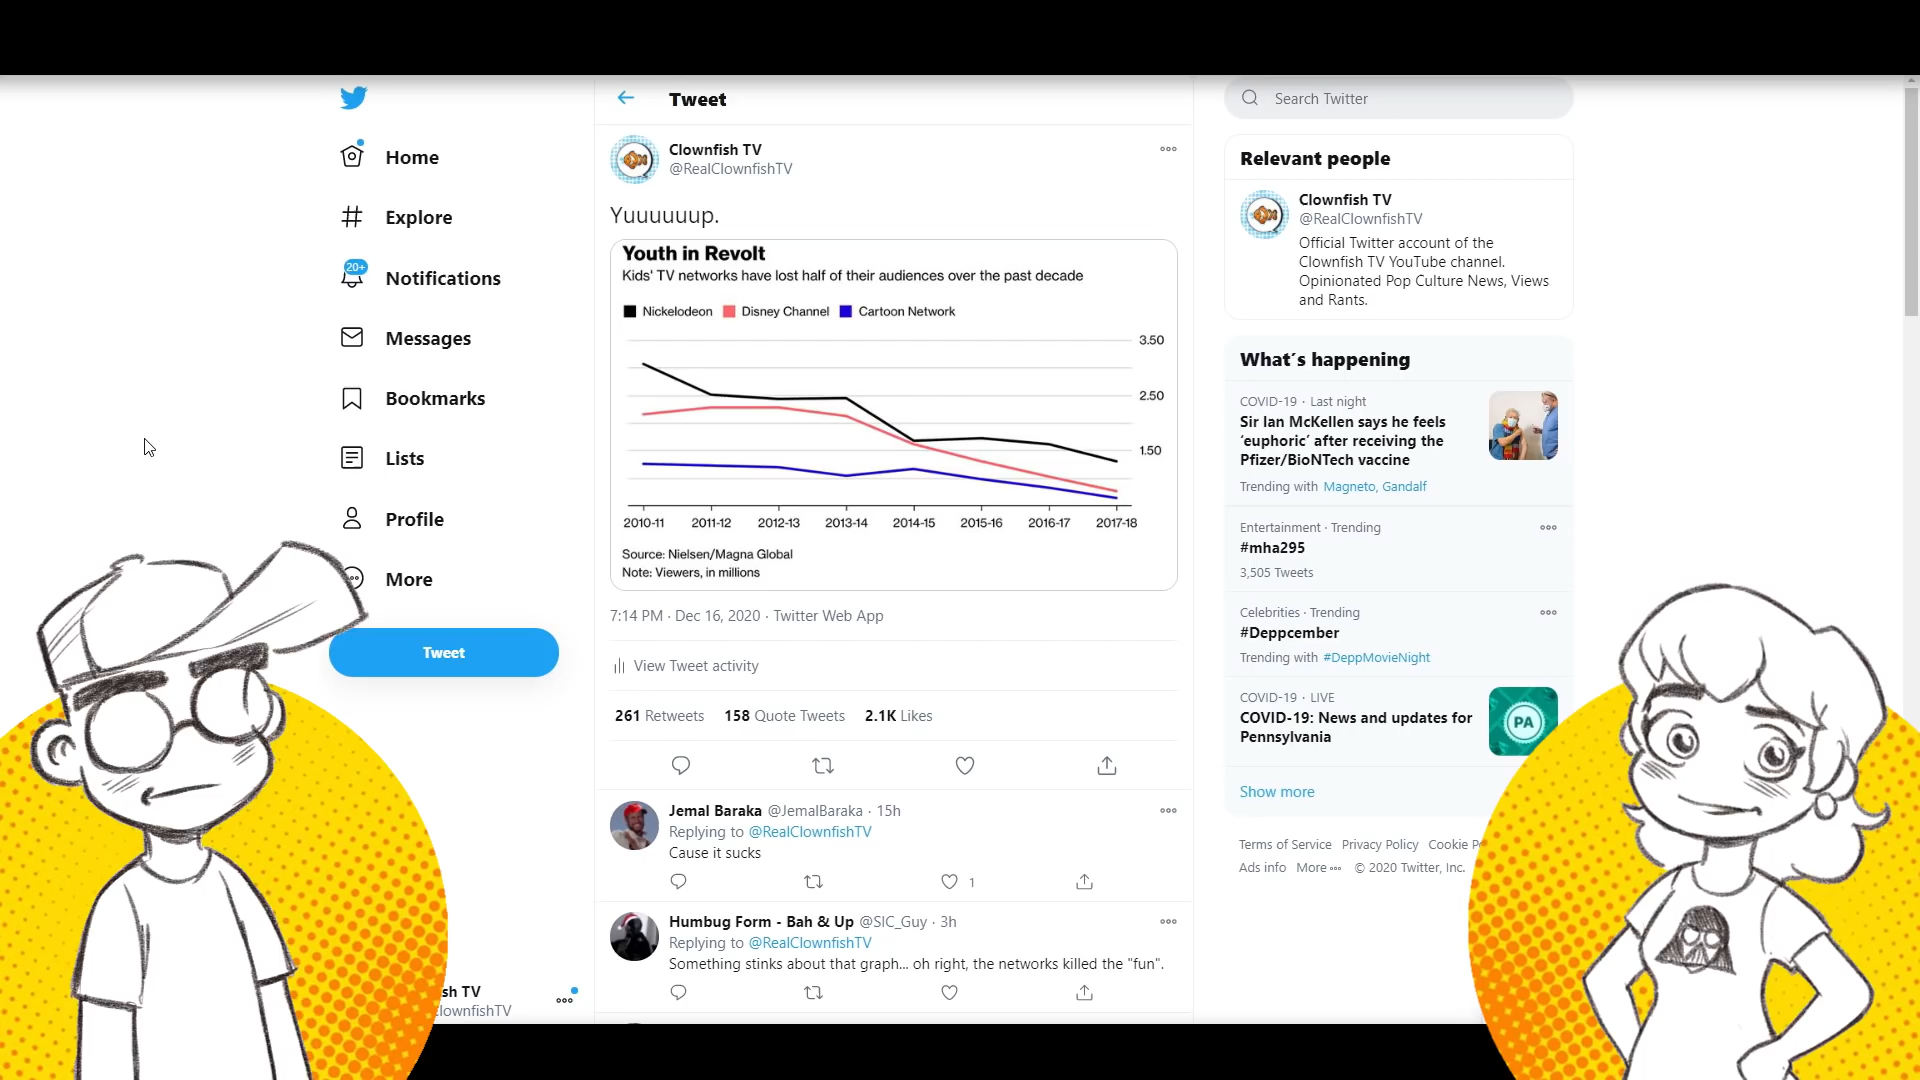 Home
Explore
20+
Notifications
Messages
Bookmarks
Lists
Profile
More
Tweet
sh TV
lownfishTV
Tweet
Clownfish TV
@RealClownfishTV
Yuuuuuup.
Youth in Revolt
Kids' TV networks have lost half of their audiences over the past decade
Nickelodeon Disney Channel Cartoon Network
3.50
2.50
1.50
2010-11 2011-12 2012-13 2013-14 2014-15 2015-16 2016-17 2017-18
Source: Nielsen/Magna Global
Note: Viewers, in millions
7:14 PM · Dec 16, 2020 · Twitter Web App
View Tweet activity
261 Retweets 158 Quote Tweets 2.1K Likes
Jemal Baraka @JemalBaraka · 15h
Replying to @RealClownfishTV
Cause it sucks
1
Humbug Form - Bah & Up @SIC_Guy · 3h
Replying to @RealClownfishTV
Something stinks about that graph... oh right, the networks killed the "fun".
Search Twitter
Relevant people
Clownfish TV
@RealClownfishTV
Official Twitter account of the
Clownfish TV YouTube channel.
Opinionated Pop Culture News, Views
and Rants.
What's happening
COVID-19 · Last night
Sir Ian McKellen says he feels
'euphoric' after receiving the
Pfizer/BioNTech vaccine
Trending with Magneto, Gandalf
Entertainment · Trending
#mha295
3,505 Tweets
Celebrities · Trending
#Deppcember
Trending with #DeppMovieNight
COVID-19 · LIVE
COVID-19: News and updates for
Pennsylvania
PA
Show more
Terms of Service Privacy Policy Cookie P
Ads info More © 2020 Twitter, Inc.